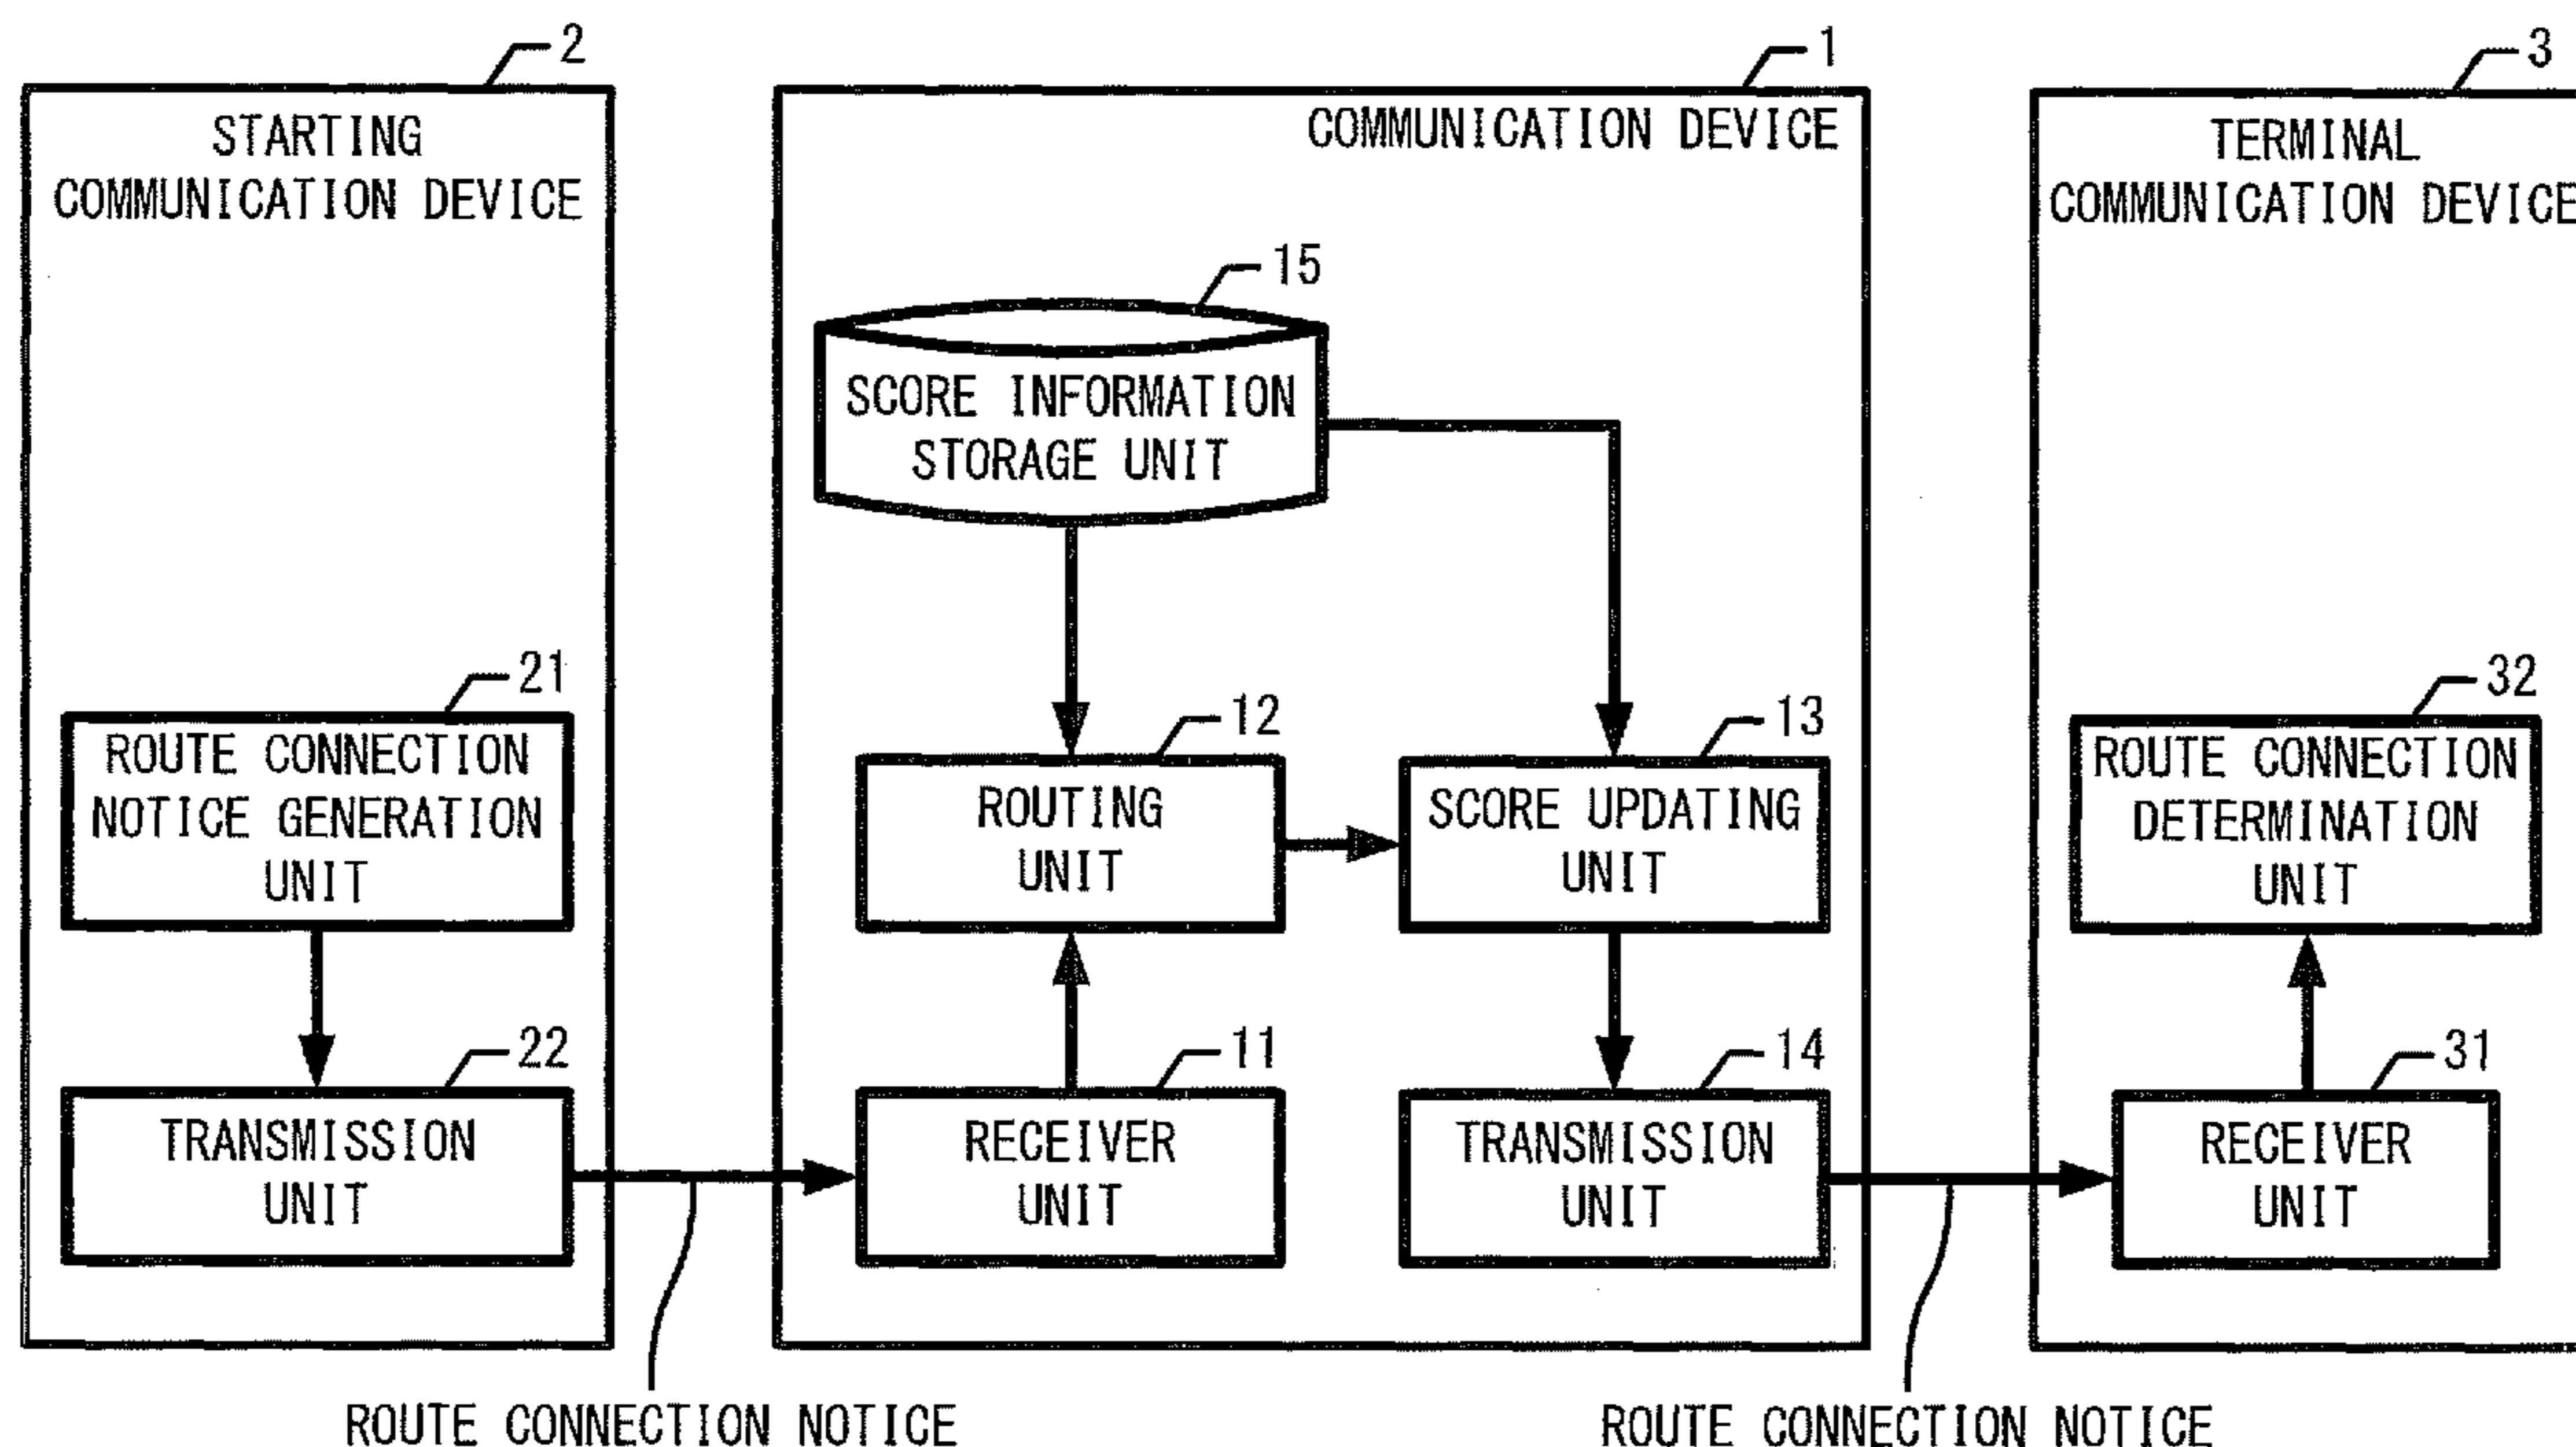 2
STARTING
COMMUNICATION DEVICE
21
ROUTE CONNECTION
NOTICE GENERATION
UNIT
22
TRANSMISSION
UNIT
1
COMMUNICATION DEVICE
15
SCORE INFORMATION
STORAGE UNIT
12
ROUTING
UNIT
13
SCORE UPDATING
UNIT
11
RECEIVER
UNIT
14
TRANSMISSION
UNIT
3
TERMINAL
COMMUNICATION DEVICE
32
ROUTE CONNECTION
DETERMINATION
UNIT
31
RECEIVER
UNIT
ROUTE CONNECTION NOTICE
ROUTE CONNECTION NOTICE